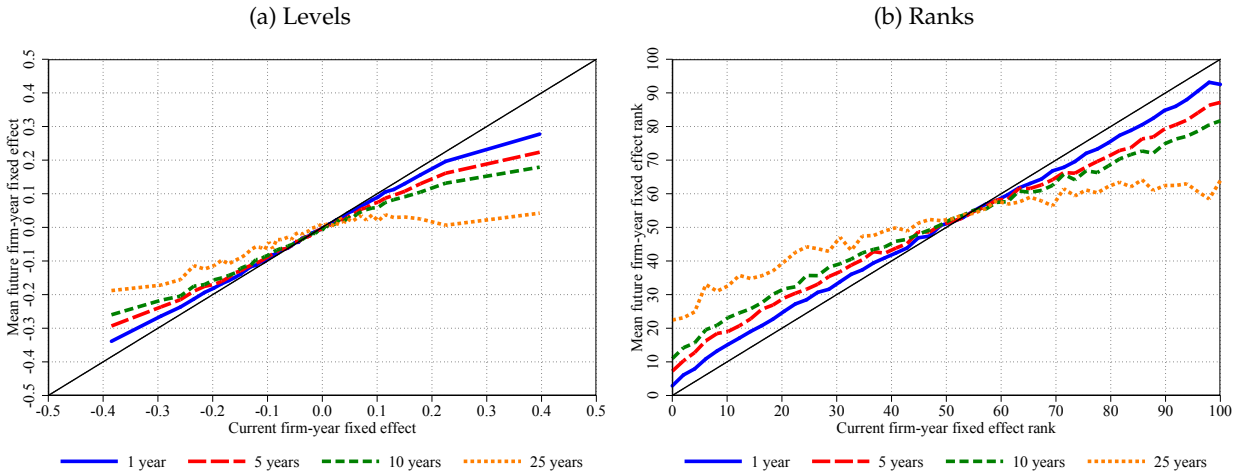 (a) Levels
Mean future firm-year fixed effect
0.5
0.4
0.3
0.2
0.1
0.0
-0.1
-0.2
-0.3
-0.4
-0.5
-0.5 -0.4 -0.3 -0.2 -0.1 0.0 0.1 0.2 0.3 0.4 0.5
Current firm-year fixed effect
1 year 5 years 10 years 25 years
(b) Ranks
Mean future firm-year fixed effect rank
100
90
80
70
60
50
40
30
20
10
0
0 10 20 30 40 50 60 70 80 90 100
Current firm-year fixed effect rank
1 year 5 years 10 years 25 years